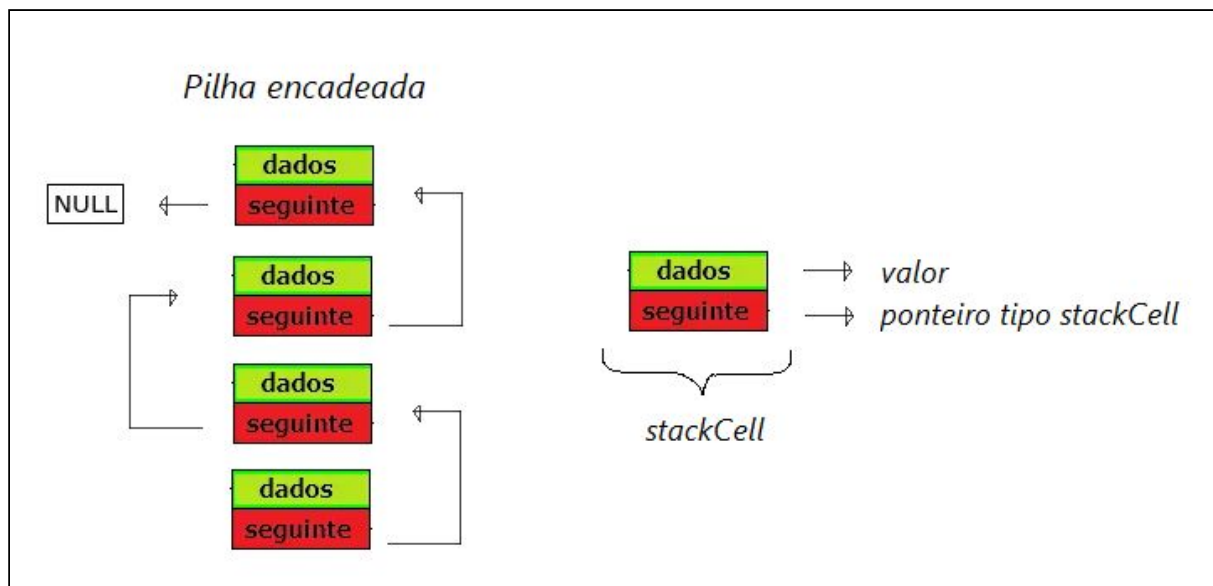 Pilha encadeada
dados
seguinte
NULL
dados
seguinte
dados
seguinte
dados
seguinte
dados
seguinte
valor
ponteiro tipo stackCell
stackCell